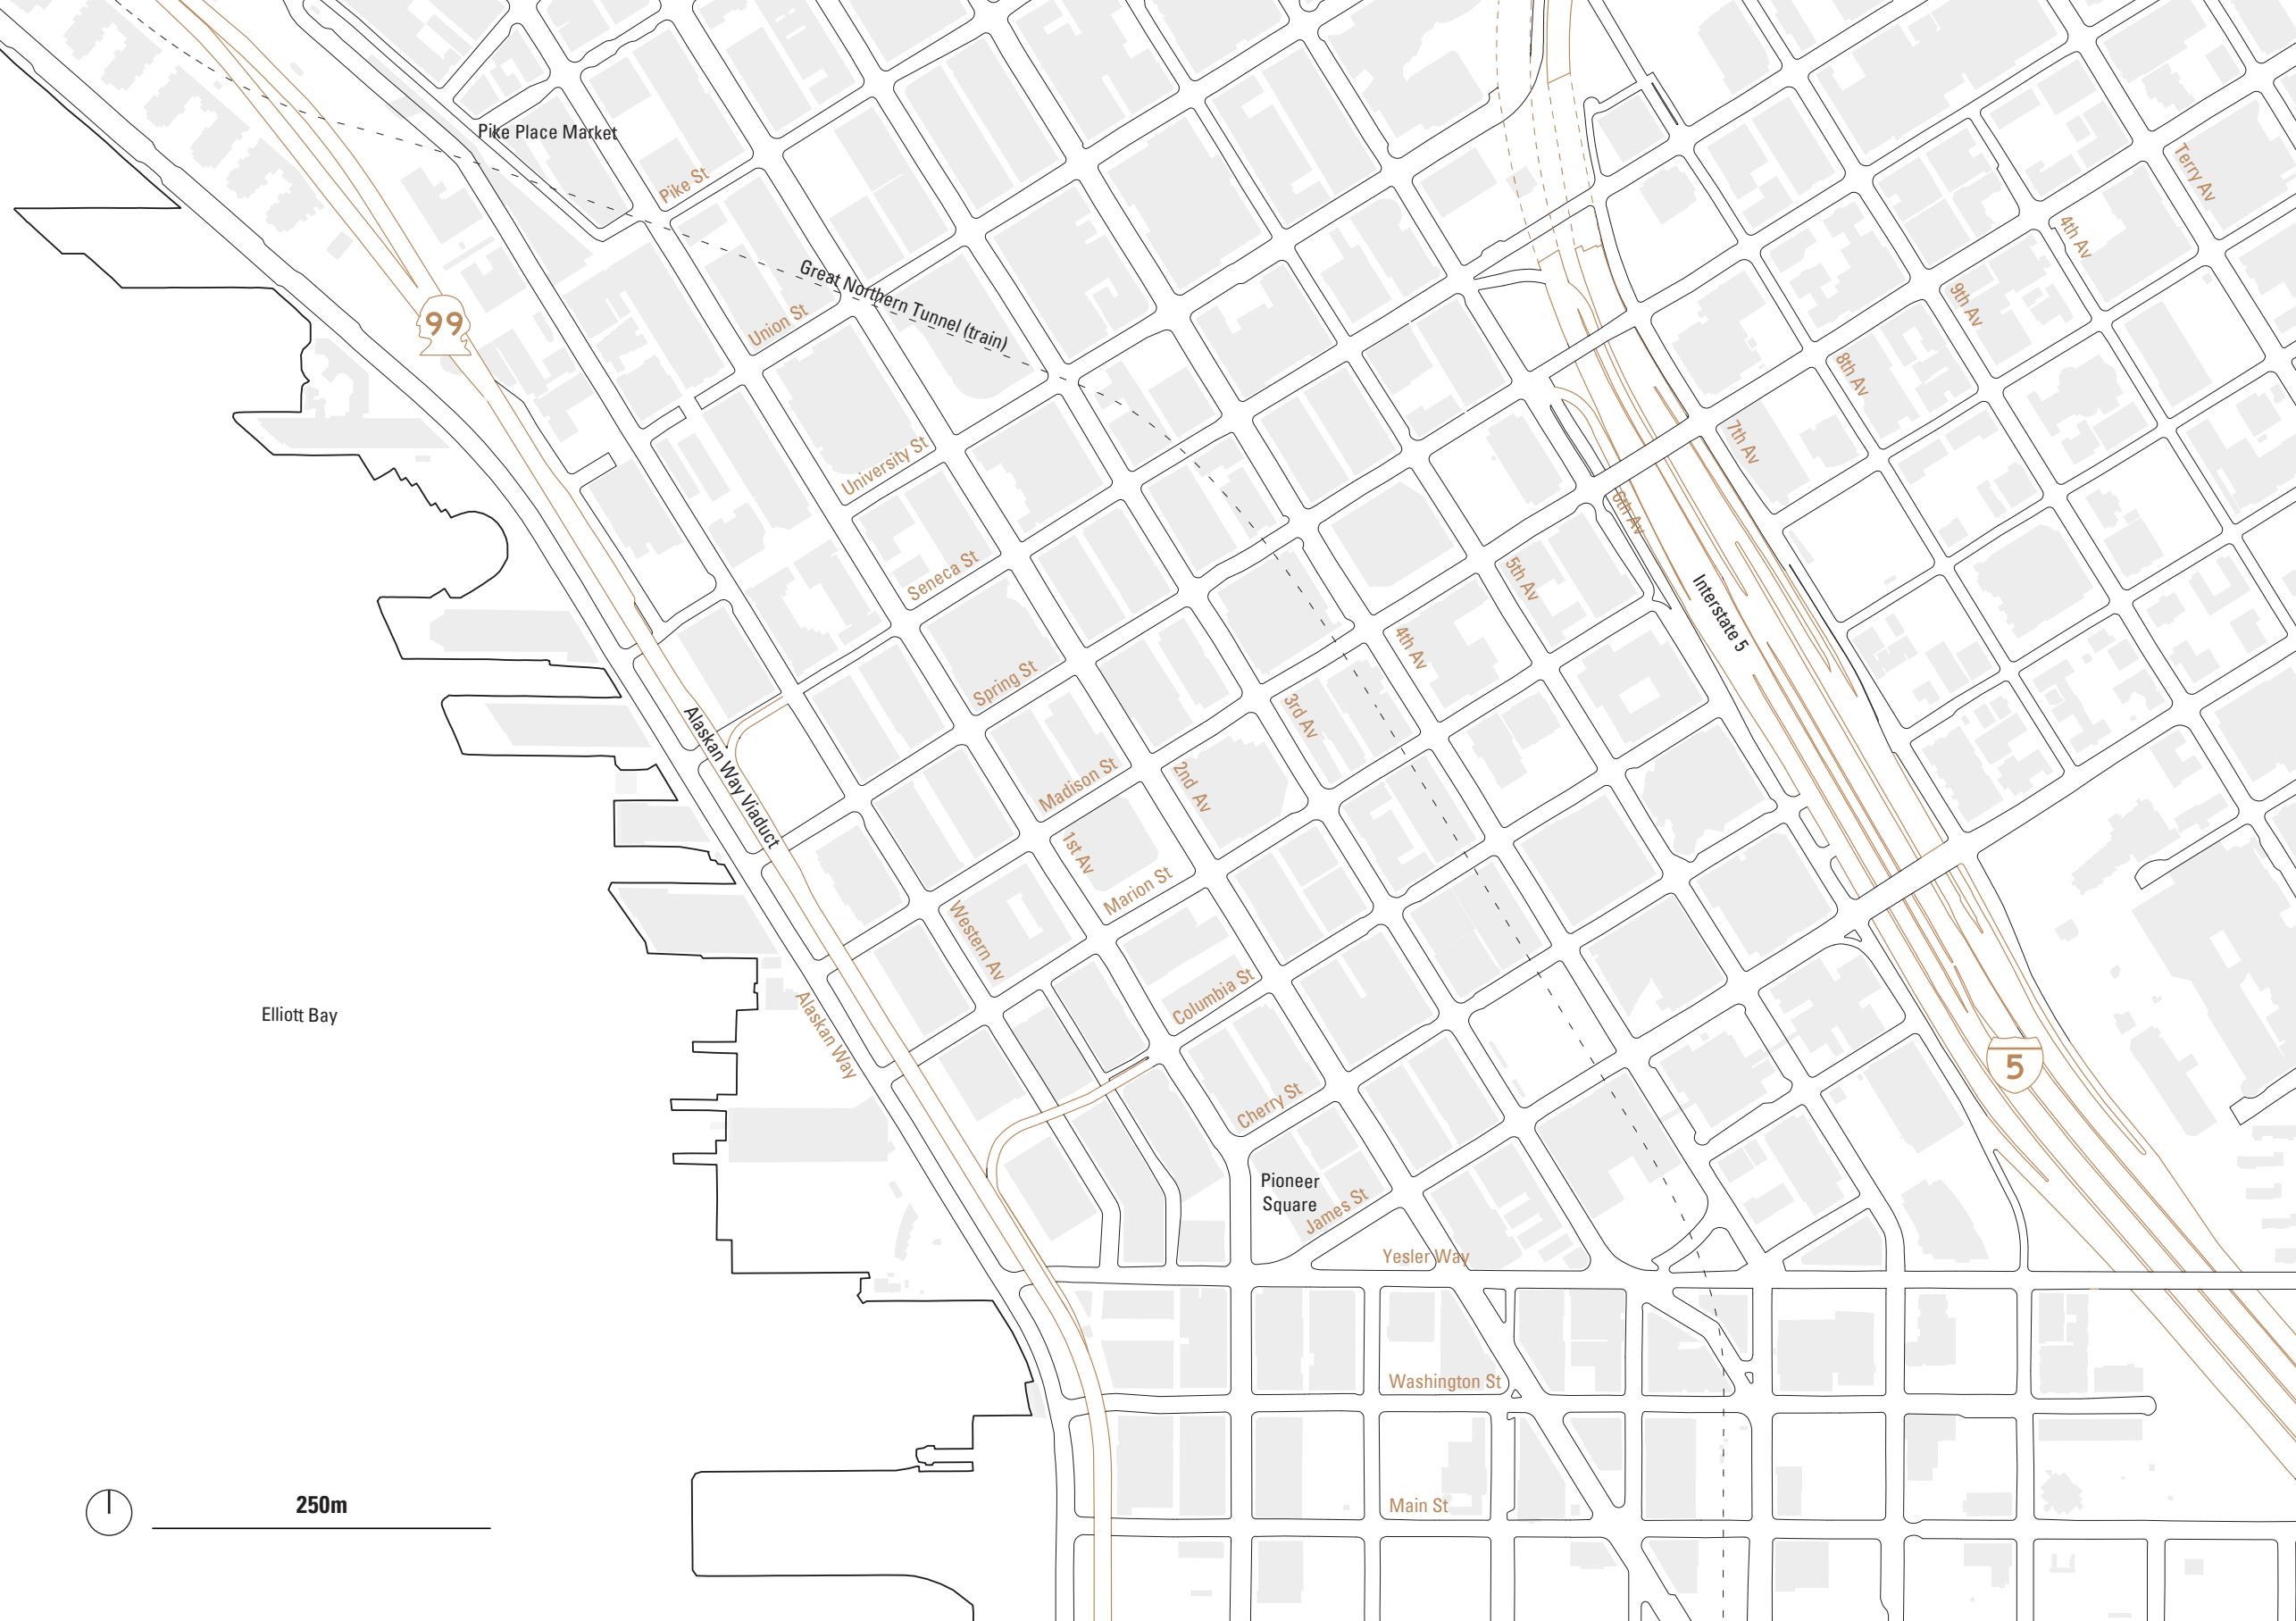 Pike Place Market
Pike St
Terry Av
4th Av
Great Northern Tunnel (train)
9th Av
99
Union St
8th Av
7th Av
University St
6th Av
Seneca St
5th Av
Interstate 5
4th Av
Spring St
3rd Av
Alaskan Way Viaduct
Madison St
2nd Av
1st Av
Marion St
Western Av
Columbia St
Elliott Bay
Alaskan Way
5
Cherry St
Pioneer
Square
James St
Yesler Way
Washington St
250m
Main St